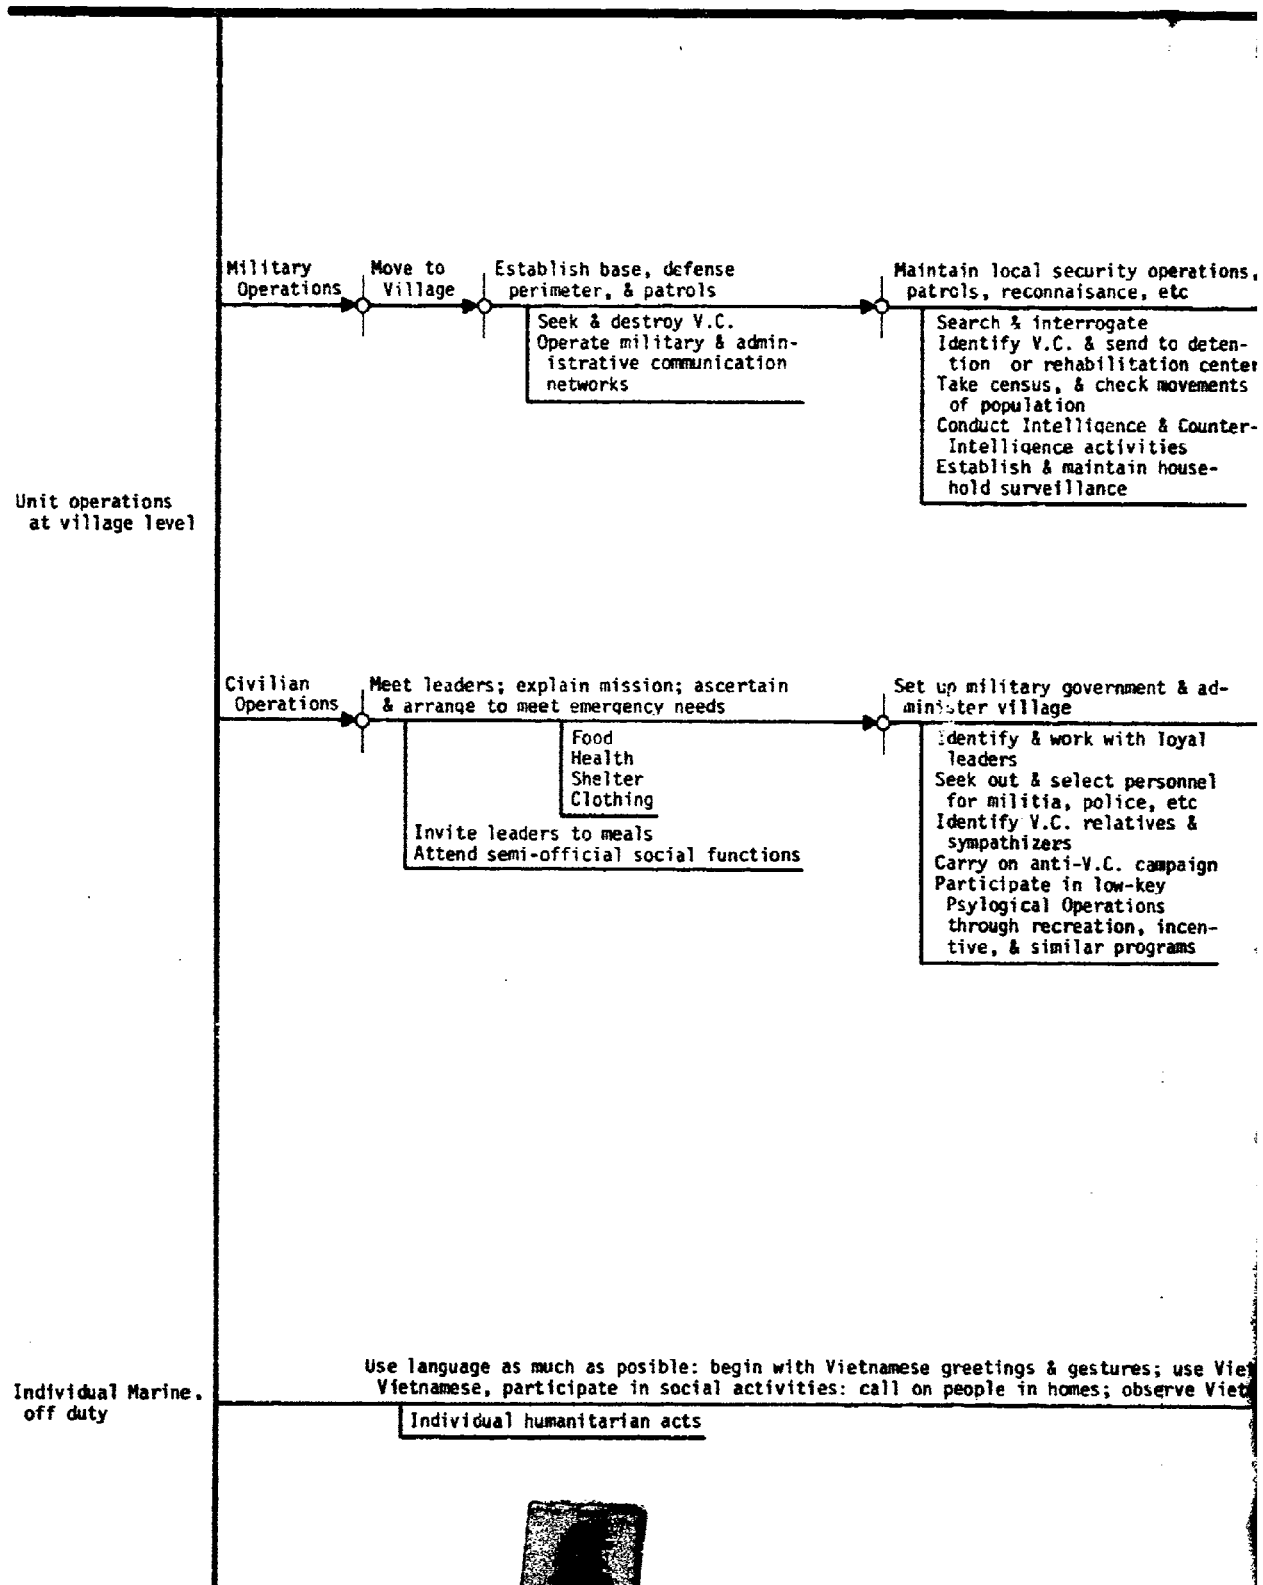 Military
Operations
Move to
Village
Establish base, defense
perimeter, & patrols
Seek & destroy V.C.
Operate military & admin-
istrative communication
networks
Maintain local security operations,
patrols, reconnaisance, etc
Search & interrogate
Identify V.C. & send to deten-
tion or rehabilitation center
Take census, & check movements
of population
Conduct Intelligence & Counter-
Intelligence activities
Establish & maintain house-
hold surveillance
Unit operations
at village level
Civilian
Operations
Meet leaders; explain mission; ascertain
& arrange to meet emergency needs
Food
Health
Shelter
Clothing
Invite leaders to meals
Attend semi-official social functions
Set up military government & ad-
minister village
Identify & work with loyal
leaders
Seek out & select personnel
for militia, police, etc
Identify V.C. relatives &
sympathizers
Carry on anti-V.C. campaign
Participate in low-key
Psylogical Operations
through recreation, incen-
tive, & similar programs
Individual Marine,
off duty
Use language as much as posible: begin with Vietnamese greetings & gestures; use Viet
Vietnamese, participate in social activities: call on people in homes; observe Viet
Individual humanitarian acts